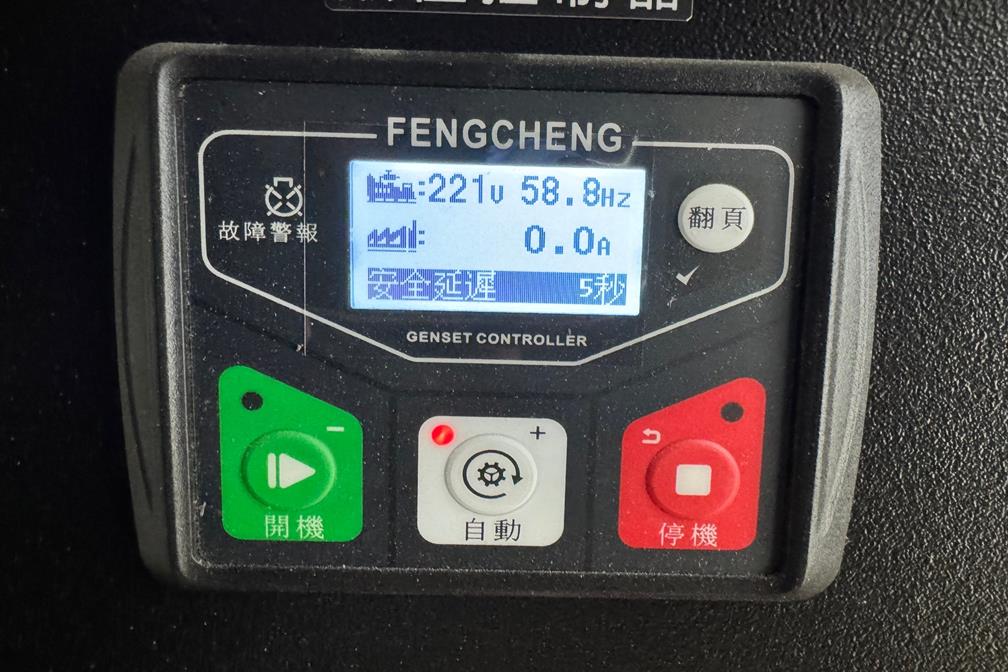 FENGCHENG
:221V 58.8Hz
故障警報
翻頁
: 0.0A
安全延遲 5秒
GENSET CONTROLLER
開機
自動
停機